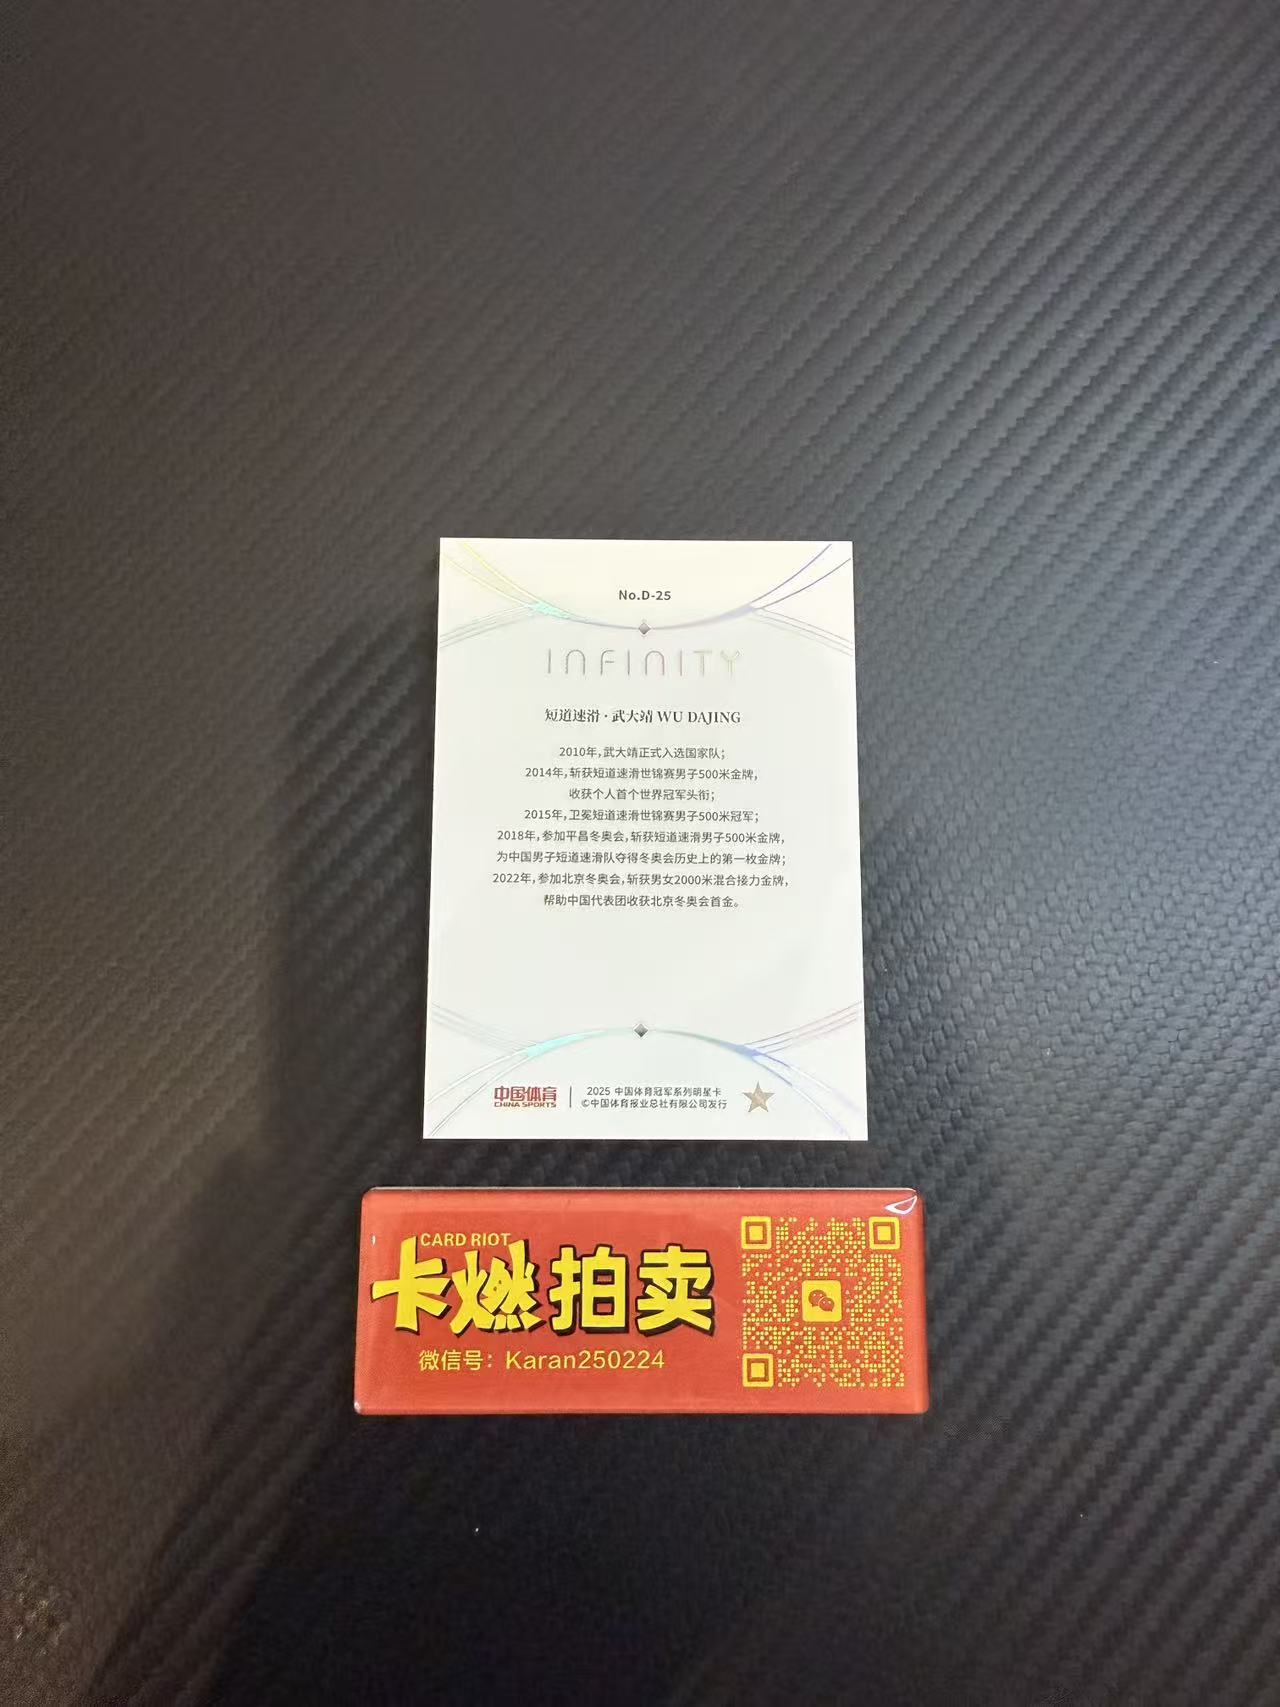 No.D-25
INFINITY
短道速滑·武大靖 WU DAJING
2010年,武大靖正式入选国家队;
2014年,斩获短道速滑世锦赛男子500米金牌,
收获个人首个世界冠军头衔;
2015年,卫冕短道速滑世锦赛男子500米冠军;
2018年,参加平昌冬奥会,斩获短道速滑男子500米金牌,
为中国男子短道速滑队夺得冬奥会历史上的第一枚金牌;
2022年,参加北京冬奥会,斩获男女2000米混合接力金牌,
帮助中国代表团收获北京冬奥会首金。
中国体育
CHINA SPORTS
2025 中国体育冠军系列明星卡
©中国体育报业总社有限公司发行
CARD RIOT
卡燃拍卖
微信号：Karan250224